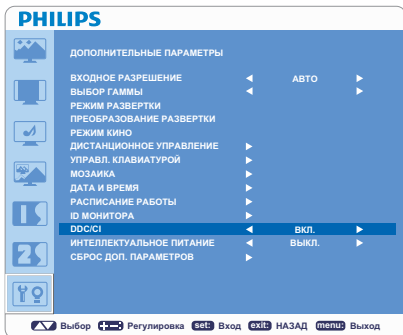 PHILIPS
ДОПОЛНИТЕЛЬНЫЕ ПАРАМЕТРЫ
ВХОДНОЕ РАЗРЕШЕНИЕ АВТО
ВЫБОР ГАММЫ
РЕЖИМ РАЗВЕРТКИ
ПРЕОБРАЗОВАНИЕ РАЗВЕРТКИ
РЕЖИМ КИНО
ДИСТАНЦИОННОЕ УПРАВЛЕНИЕ
УПРАВЛ. КЛАВИАТУРОЙ
МОЗАИКА
ДАТА И ВРЕМЯ
РАСПИСАНИЕ РАБОТЫ
ID МОНИТОРА
DDC/CI ВКЛ.
ИНТЕЛЛЕКТУАЛЬНОЕ ПИТАНИЕ ВЫКЛ.
СБРОС ДОП. ПАРАМЕТРОВ
Выбор Регулировка set: Вход exit: НАЗАД menu: Выход